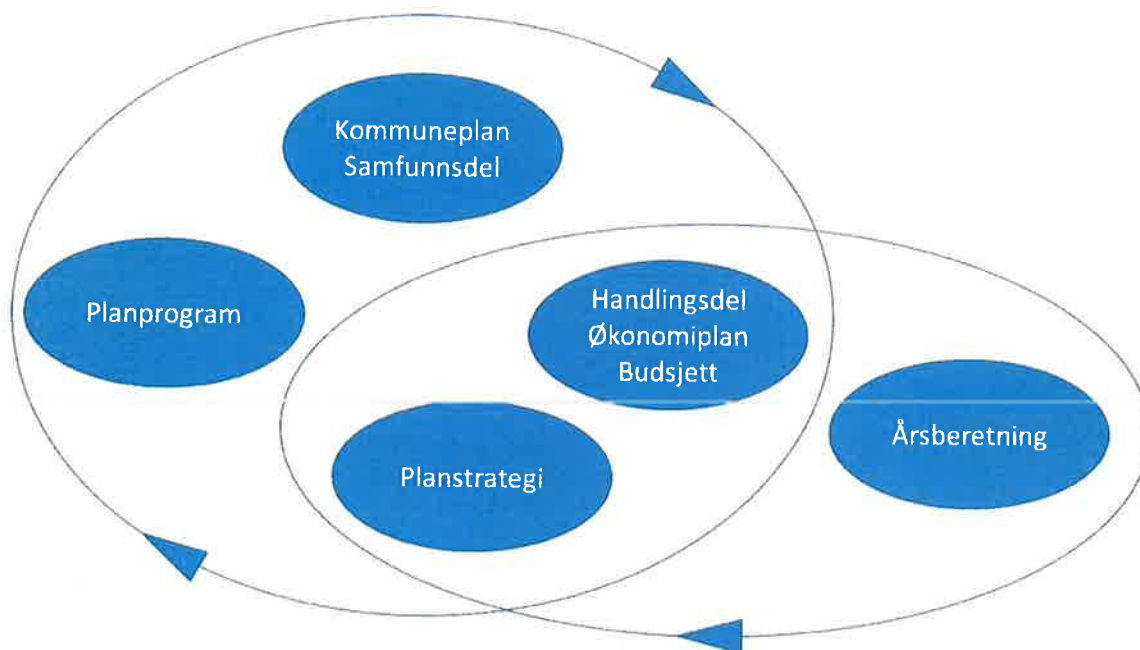 Kommuneplan
Samfunnsdel
Planprogram
Handlingsdel
Økonomiplan
Budsjett
Årsberetning
Planstrategi